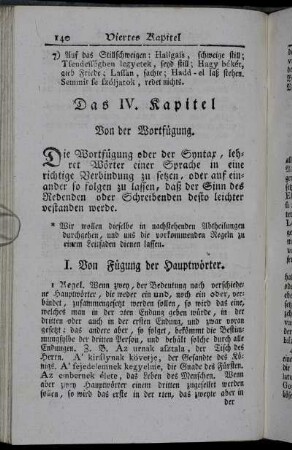 140 Viertes Kapitel
7) Auf das Stillschweigen: Hallgass, schweige still;
Tsendességben legyetek, seyd still; Hagy békét,
gieb Friede; Lassan, sachte; Hadd-el laß stehen.
Semmit se szóljatok, redet nichts.
Das IV. Kapitel
Von der Wortfügung.
Die Wortfügung oder der Syntax, leh-
ret Wörter einer Sprache in eine
richtige Verbindung zu setzen, oder auf ein-
ander so folgen zu lassen, daß der Sinn des
Redenden oder Schreibenden desto leichter
verstanden werde.
* Wir wollen dieselbe in nachstehenden Abtheilungen
durchgehen, und uns die vorkommenden Regeln zu
einem Leitfaden dienen lassen.
I. Von Fügung der Hauptwörter.
1 Regel. Wenn zwey, der Bedeutung nach verschiede-
ne Hauptwörter, die weder ein und, noch ein oder, ver-
bindet, zusammengesetzt werden sollen, so wird das eine,
welches man in der 2ten Endung geben würde, in der
dritten oder auch in der ersten Endung, und zwar voran
gesetzt; das andere aber, so folget, bekömmt die Bestim-
mungssylbe der dritten Person, und behält solche durch alle
Endungen. Z. B. Az urnak asztala, der Tisch des
Herrn. A' királynak követje, der Gesandte des Kö-
nigs. A' fejedelemnek kegyelme, die Gnade des Fürsten.
Az embernek élete, das Leben des Menschen. Wenn
aber zwey Hauptwörter einem dritten zugesellet werden
sollen, so wird das erste in der 1ten, das zweyte aber in
der